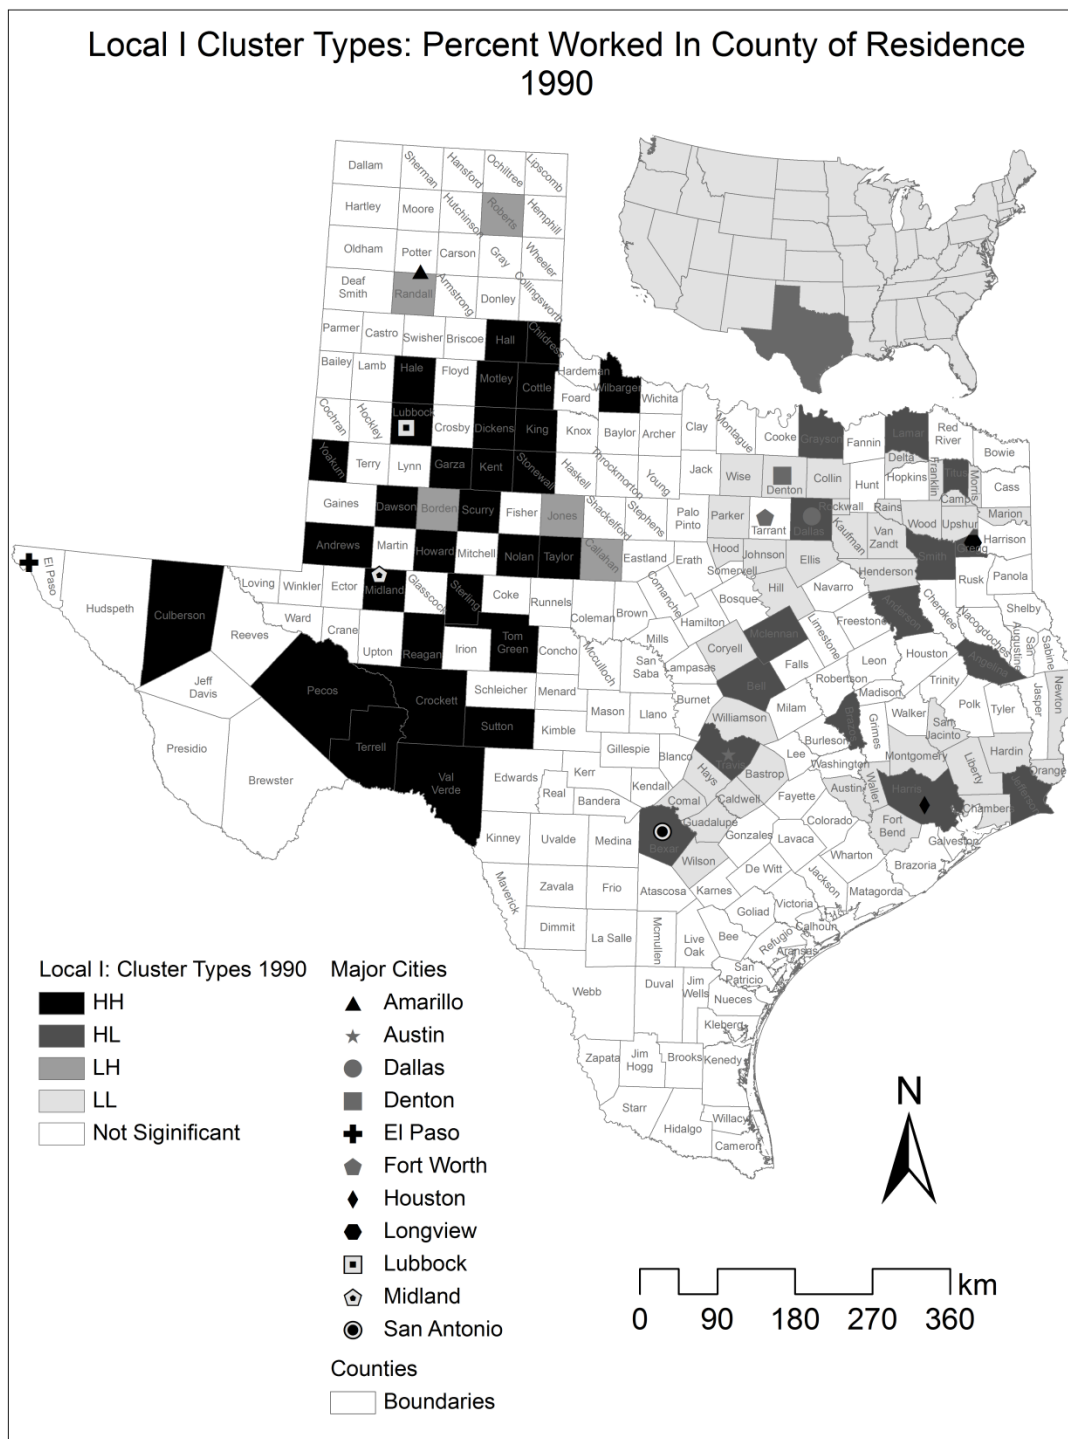 Local I Cluster Types: Percent Worked In County of Residence
1990
Dallam
Sherman
Hansford
Ochiltree
Lipscomb
Hartley
Moore
Hutchinson
Roberts
Hemphill
Oldham
Potter
Carson
Gray
Wheeler
Deaf
Smith
Randall
Armstrong
Donley
Collingsworth
Parmer
Castro
Swisher
Briscoe
Hall
Childress
Bailey
Lamb
Hale
Floyd
Motley
Cottle
Hardeman
Foard
Wilbarger
Wichita
Cochran
Hockley
Lubbock
Crosby
Dickens
King
Knox
Baylor
Archer
Clay
Montague
Cooke
Grayson
Fannin
Lamar
Red
River
Bowie
Yoakum
Terry
Lynn
Garza
Kent
Stonewall
Haskell
Throckmorton
Young
Jack
Wise
Denton
Collin
Hunt
Delta
Hopkins
Franklin
Titus
Morris
Cass
Camp
Gaines
Dawson
Borden
Scurry
Fisher
Jones
Shackelford
Stephens
Palo
Pinto
Parker
Tarrant
Dallas
Rockwall
Kaufman
Rains
Van
Zandt
Wood
Upshur
Marion
Harrison
Gregg
Smith
Andrews
Martin
Howard
Mitchell
Nolan
Taylor
Callahan
Eastland
Erath
Hood
Somervell
Johnson
Ellis
Henderson
Rusk
Panola
El Paso
Hudspeth
Culberson
Loving
Winkler
Ector
Midland
Glasscock
Sterling
Coke
Runnels
Coleman
Brown
Comanche
Hamilton
Bosque
Hill
Navarro
Anderson
Cherokee
Nacogdoches
Shelby
San
Augustine
Sabine
Reeves
Ward
Crane
Upton
Reagan
Irion
Tom
Green
Concho
Mcculloch
San
Saba
Mills
Lampasas
Coryell
Mclennan
Limestone
Freestone
Falls
Leon
Houston
Angelina
Trinity
Jeff
Davis
Pecos
Crockett
Schleicher
Menard
Mason
Llano
Burnet
Bell
Milam
Robertson
Madison
Walker
Polk
Tyler
Jasper
Newton
Presidio
Brewster
Terrell
Sutton
Kimble
Gillespie
Blanco
Williamson
Travis
Lee
Burleson
Brazos
Grimes
San
Jacinto
Hardin
Val
Verde
Edwards
Real
Kerr
Bandera
Kendall
Hays
Bastrop
Washington
Waller
Montgomery
Liberty
Orange
Jefferson
Comal
Caldwell
Fayette
Austin
Harris
Chambers
Kinney
Uvalde
Medina
Bexar
Guadalupe
Gonzales
Lavaca
Colorado
Fort
Bend
Galveston
Wilson
Wharton
Brazoria
Maverick
Zavala
Frio
Atascosa
Karnes
De Witt
Jackson
Matagorda
Dimmit
La Salle
Mcmullen
Live
Oak
Bee
Goliad
Victoria
Calhoun
Refugio
Aransas
San
Patricio
Webb
Duval
Jim
Wells
Nueces
Kleberg
Zapata
Jim
Hogg
Brooks
Kenedy
Starr
Hidalgo
Willacy
Cameron
Local I: Cluster Types 1990
HH
HL
LH
LL
Not Siginificant
Major Cities
Amarillo
Austin
Dallas
Denton
El Paso
Fort Worth
Houston
Longview
Lubbock
Midland
San Antonio
Counties
Boundaries
N
km
0 90 180 270 360